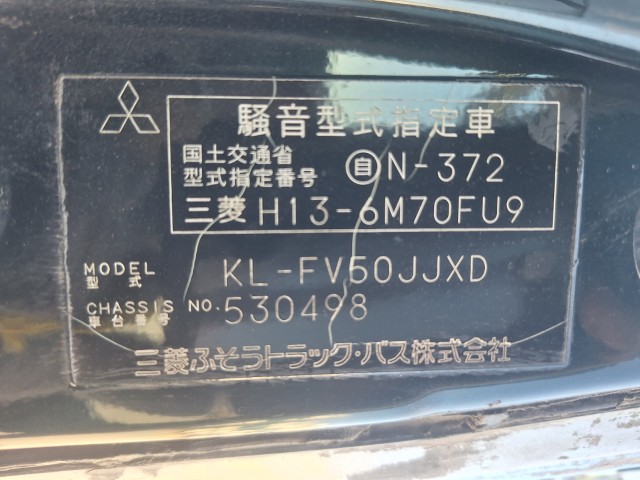 騒音型式指定車
国土交通省
型式指定番号 自 N-372
三菱 H13-6M70FU9
MODEL KL-FV50JJXD
型式
CHASSIS NO. 530498
車台番号
三菱ふそうトラック・バス株式会社